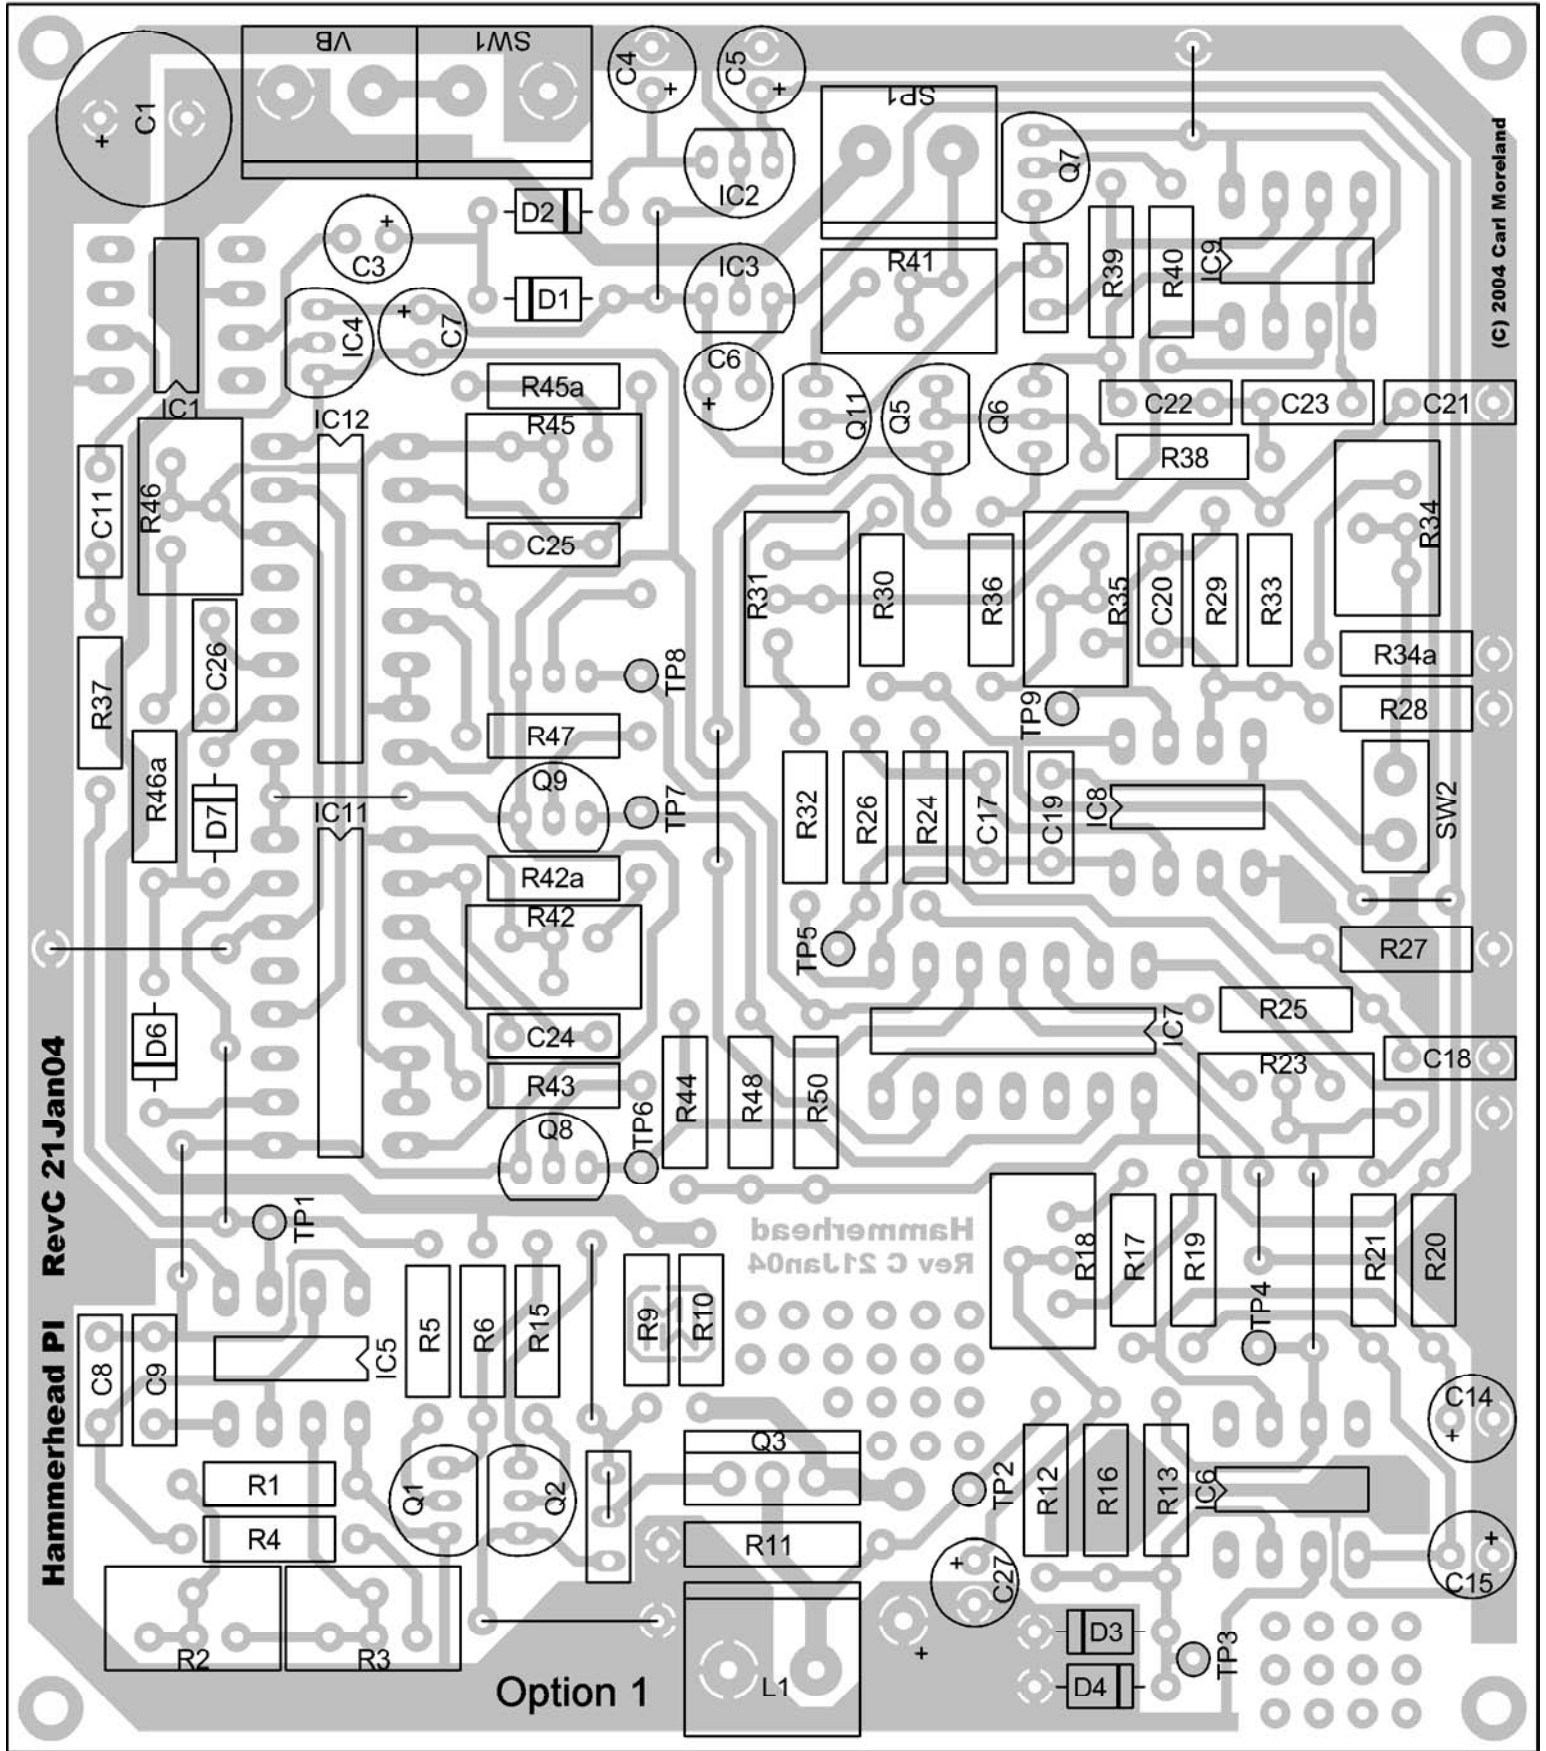 VB
SW1
C4
C5
C1
+
+
+
SP1
Q7
IC2
D2
C3
+
IC3
R41
R39
R40
IC9
(C) 2004 Carl Moreland
D1
IC4
C7
+
C6
+
IC1
IC12
R45a
R45
Q11
Q5
Q6
C22
C23
C21
R38
C11
R46
C25
R31
R30
R36
R35
C20
R29
R33
R34
R37
C26
TP8
R34a
R28
TP9
R46a
D7
R47
Q9
TP7
IC11
R32
R26
R24
C17
C19
IC8
SW2
R42a
R42
TP5
R27
D6
C24
R43
Q8
TP6
R44
R48
R50
IC7
R25
R23
C18
Hammerhead PI RevC 21Jan04
TP1
Hammerhead
Rev C 21Jan04
R18
R17
R19
TP4
R21
R20
C8
C9
IC5
R5
R6
R15
R9
R10
C14
+
R1
R4
Q1
Q2
Q3
R11
TP2
R12
R16
R13
IC6
C15
+
R2
R3
C27
+
D3
D4
TP3
+
L1
Option 1